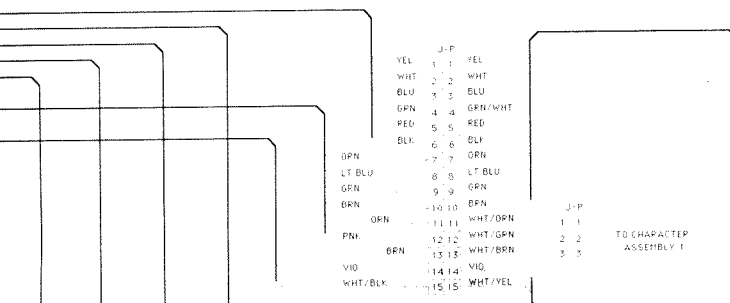 J-P
YEL 1 1 YEL
WHT 2 2 WHT
BLU 3 3 BLU
GRN 4 4 GRN/WHT
RED 5 5 RED
BLK 6 6 BLK
ORN 7 7 ORN
LT BLU 8 8 LT BLU
GRN 9 9 GRN
BRN 10 10 BRN
J-P
ORN 11 11 WHT/ORN 1 1
PNK 12 12 WHT/GRN 2 2 TO CHARACTER
BRN 13 13 WHT/BRN 3 3 ASSEMBLY 1
VIO 14 14 VIO
WHT/BLK 15 15 WHT/YEL